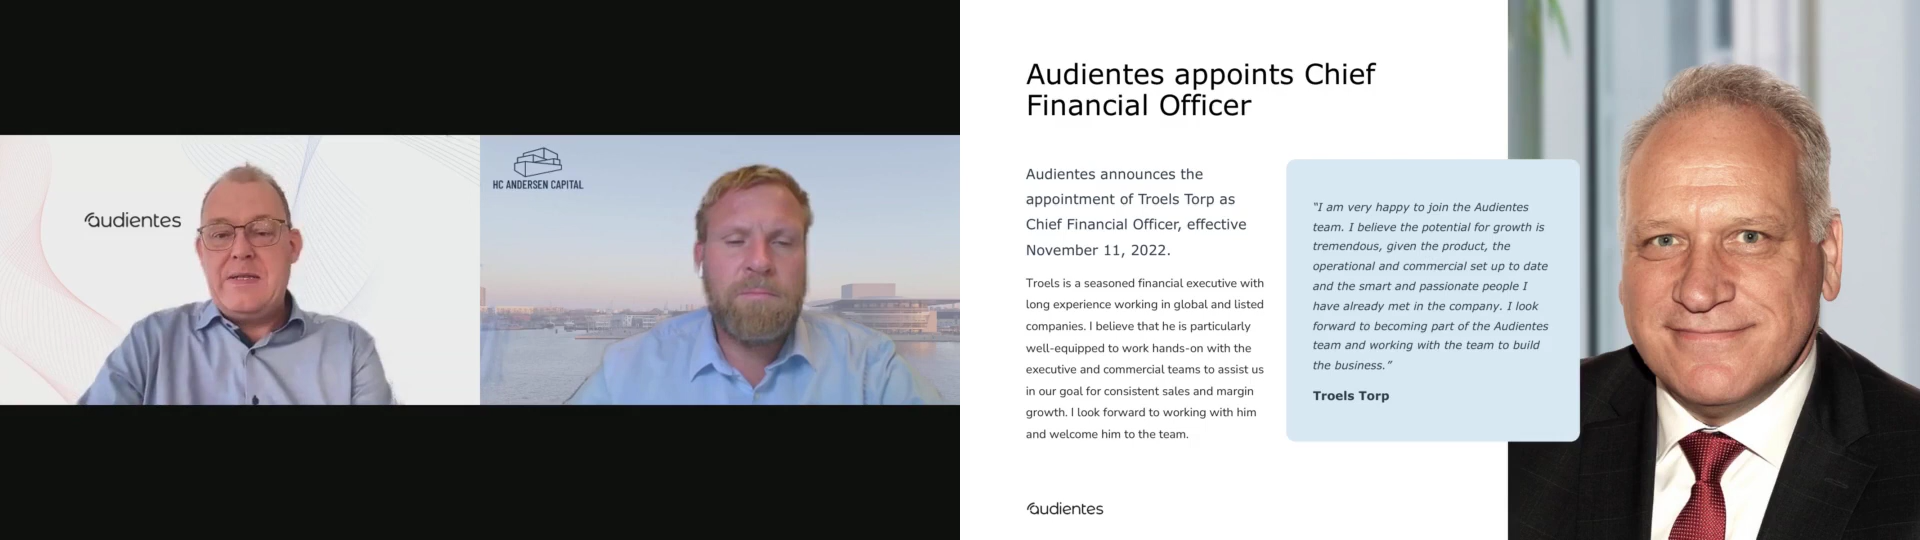 audientes
HC ANDERSEN CAPITAL
Audientes appoints Chief
Financial Officer
Audientes announces the
appointment of Troels Torp as
Chief Financial Officer, effective
November 11, 2022.
Troels is a seasoned financial executive with
long experience working in global and listed
companies. I believe that he is particularly
well-equipped to work hands-on with the
executive and commercial teams to assist us
in our goal for consistent sales and margin
growth. I look forward to working with him
and welcome him to the team.
“I am very happy to join the Audientes
team. I believe the potential for growth is
tremendous, given the product, the
operational and commercial set up to date
and the smart and passionate people I
have already met in the company. I look
forward to becoming part of the Audientes
team and working with the team to build
the business.”
Troels Torp
audientes